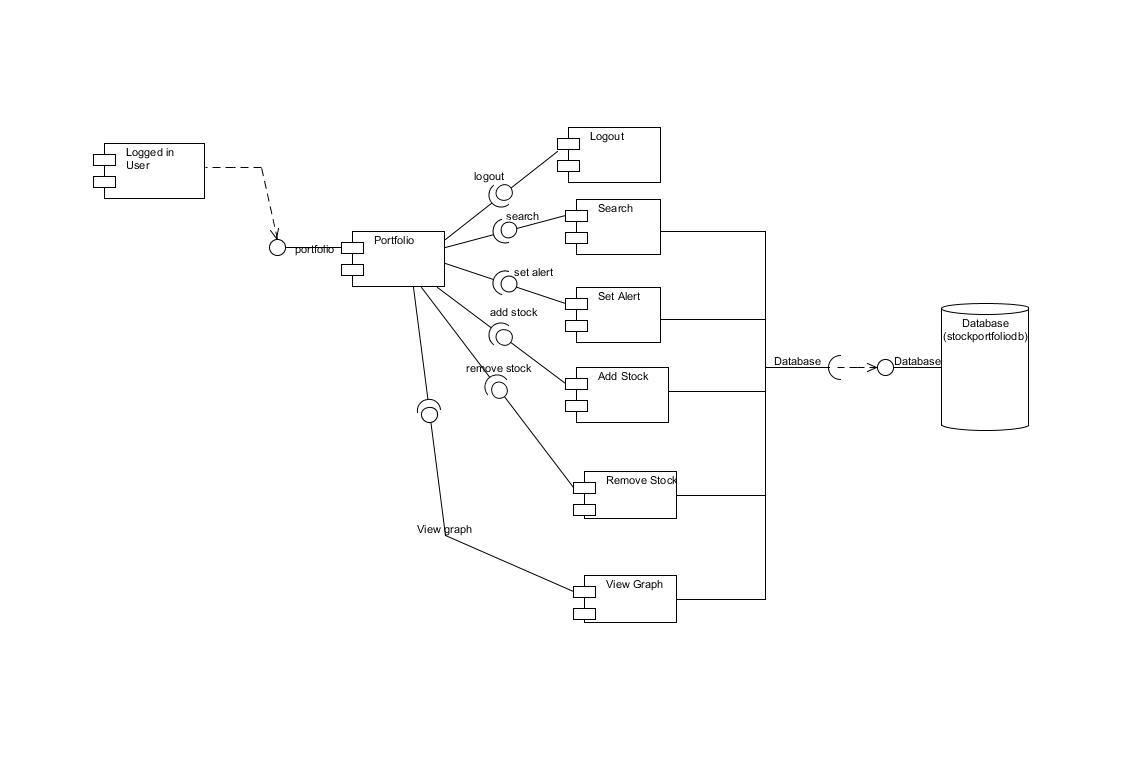 Logged in
User
portfolio
Portfolio
logout
Logout
search
Search
set alert
Set Alert
add stock
Add Stock
remove stock
Remove Stock
View graph
View Graph
Database
Database
Database
(stockportfoliodb)